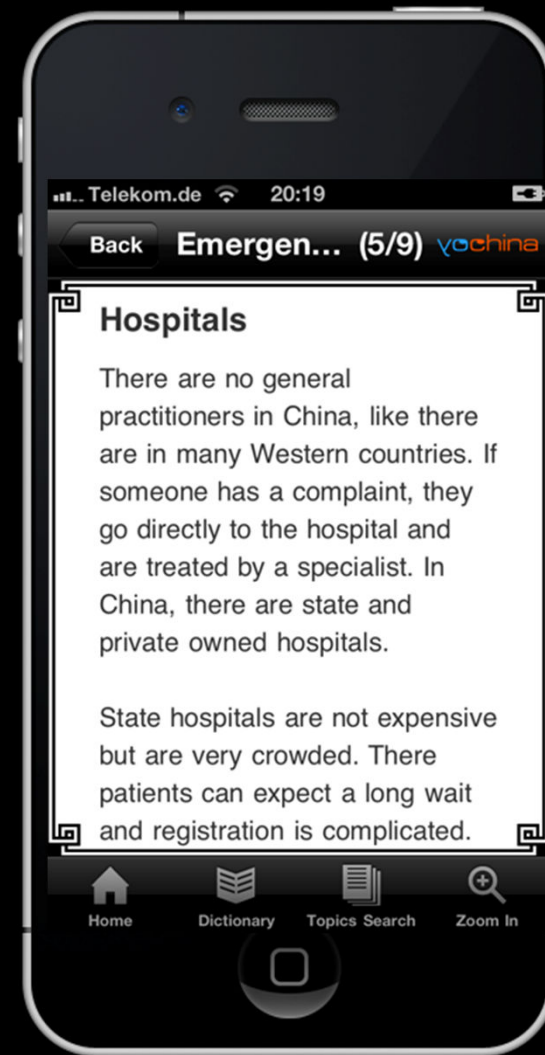 Telekom.de 20:19
Back Emergen... (5/9) yochina
Hospitals
There are no general
practitioners in China, like there
are in many Western countries. If
someone has a complaint, they
go directly to the hospital and
are treated by a specialist. In
China, there are state and
private owned hospitals.
State hospitals are not expensive
but are very crowded. There
patients can expect a long wait
and registration is complicated.
Home Dictionary Topics Search Zoom In